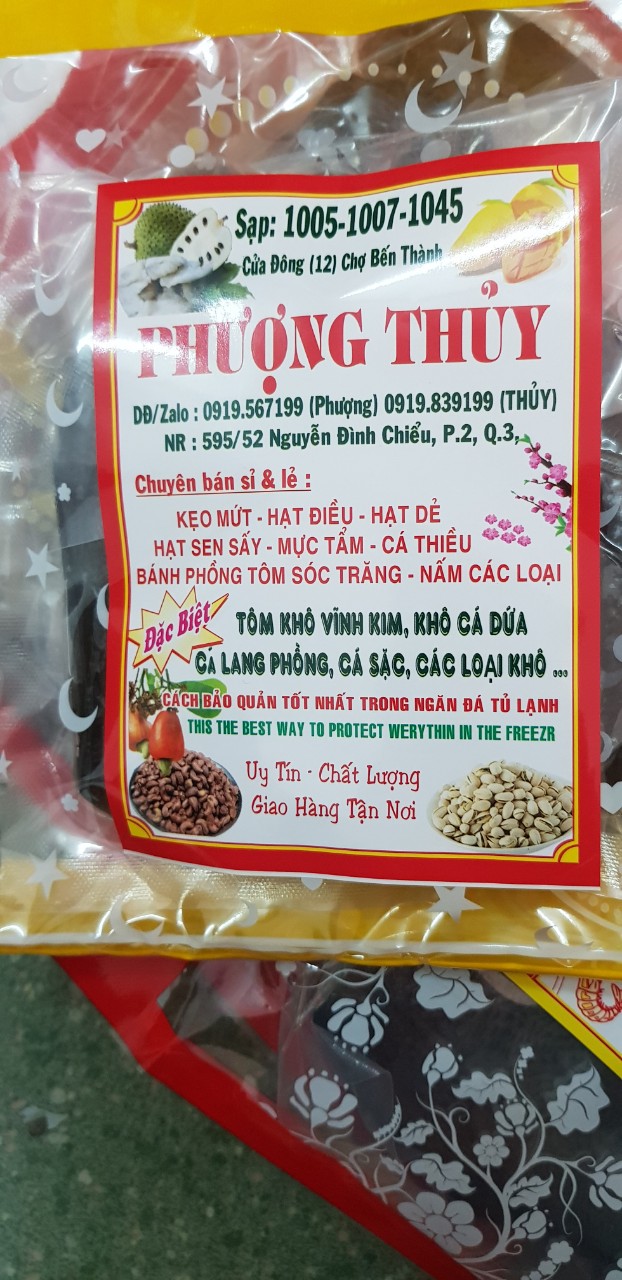 Sạp: 1005-1007-1045
Cửa Đông (12) Chợ Bến Thành
PHƯỢNG THỦY
DĐ/Zalo : 0919.567199 (Phượng) 0919.839199 (THỦY)
NR : 595/52 Nguyễn Đình Chiểu, P.2, Q.3,
Chuyên bán sỉ & lẻ :
KẸO MỨT - HẠT ĐIỀU - HẠT DẺ
HẠT SEN SẤY - MỰC TẨM - CÁ THIỀU
BÁNH PHỒNG TÔM SÓC TRĂNG - NẤM CÁC LOẠI
Đặc Biệt
TÔM KHÔ VĨNH KIM, KHÔ CÁ DỨA
CÁ LANG PHỒNG, CÁ SẶC, CÁC LOẠI KHÔ ...
CÁCH BẢO QUẢN TỐT NHẤT TRONG NGĂN ĐÁ TỦ LẠNH
THIS THE BEST WAY TO PROTECT WERYTHIN IN THE FREEZR
Uy Tín - Chất Lượng
Giao Hàng Tận Nơi